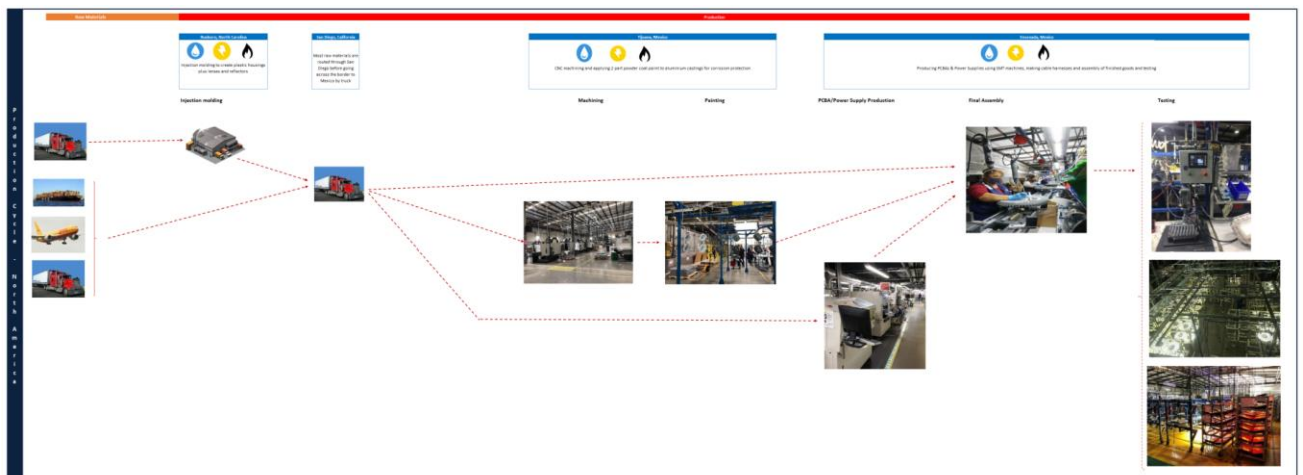 Raw Materials
Production
San Diego, California
Tijuana, Mexico
Ensenada, Mexico
Injection molding to create plastic housings
plus lenses and reflectors
Most raw materials are
routed through San
Diego before going
across the border to
Mexico by truck
CNC machining and applying 2 part powder coat paint to aluminum castings for corrosion protection
Producing PCBAs & Power Supplies using SMT machines, making cable harnesses and assembly of finished goods and testing
Injection molding
Machining
Painting
PCBA/Power Supply Production
Final Assembly
Testing
Production Cycle - North America